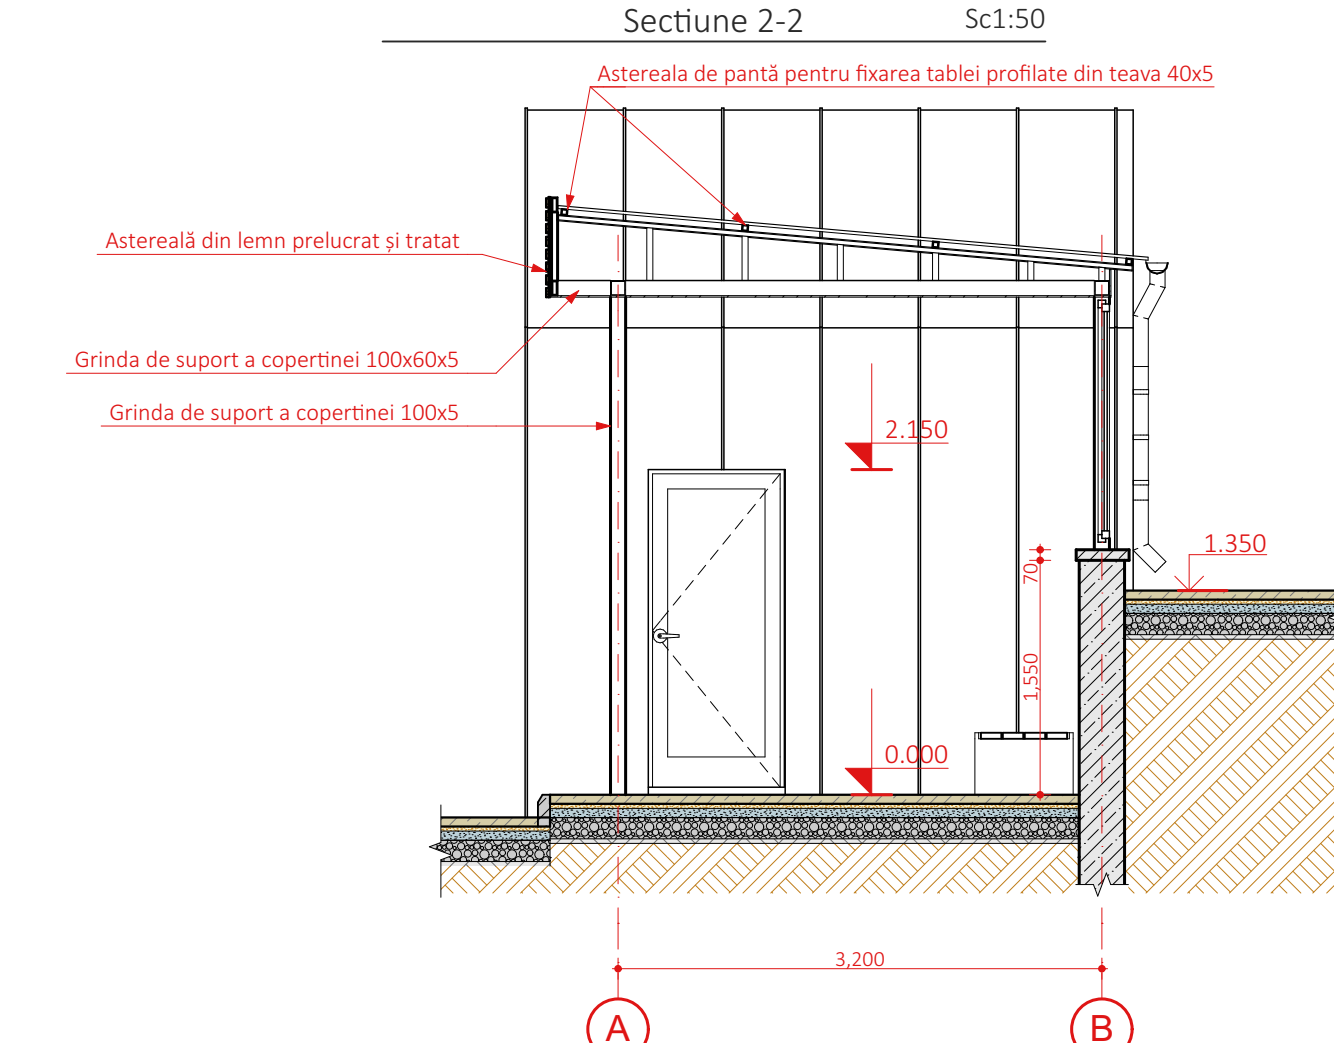 Sectiune 2-2
Sc1:50
Astereala de pantă pentru fixarea tablei profilate din teava 40x5
Astereală din lemn prelucrat și tratat
Grinda de suport a copertinei 100x60x5
Grinda de suport a copertinei 100x5
2.150
1.350
70
1,550
0.000
3,200
A
B